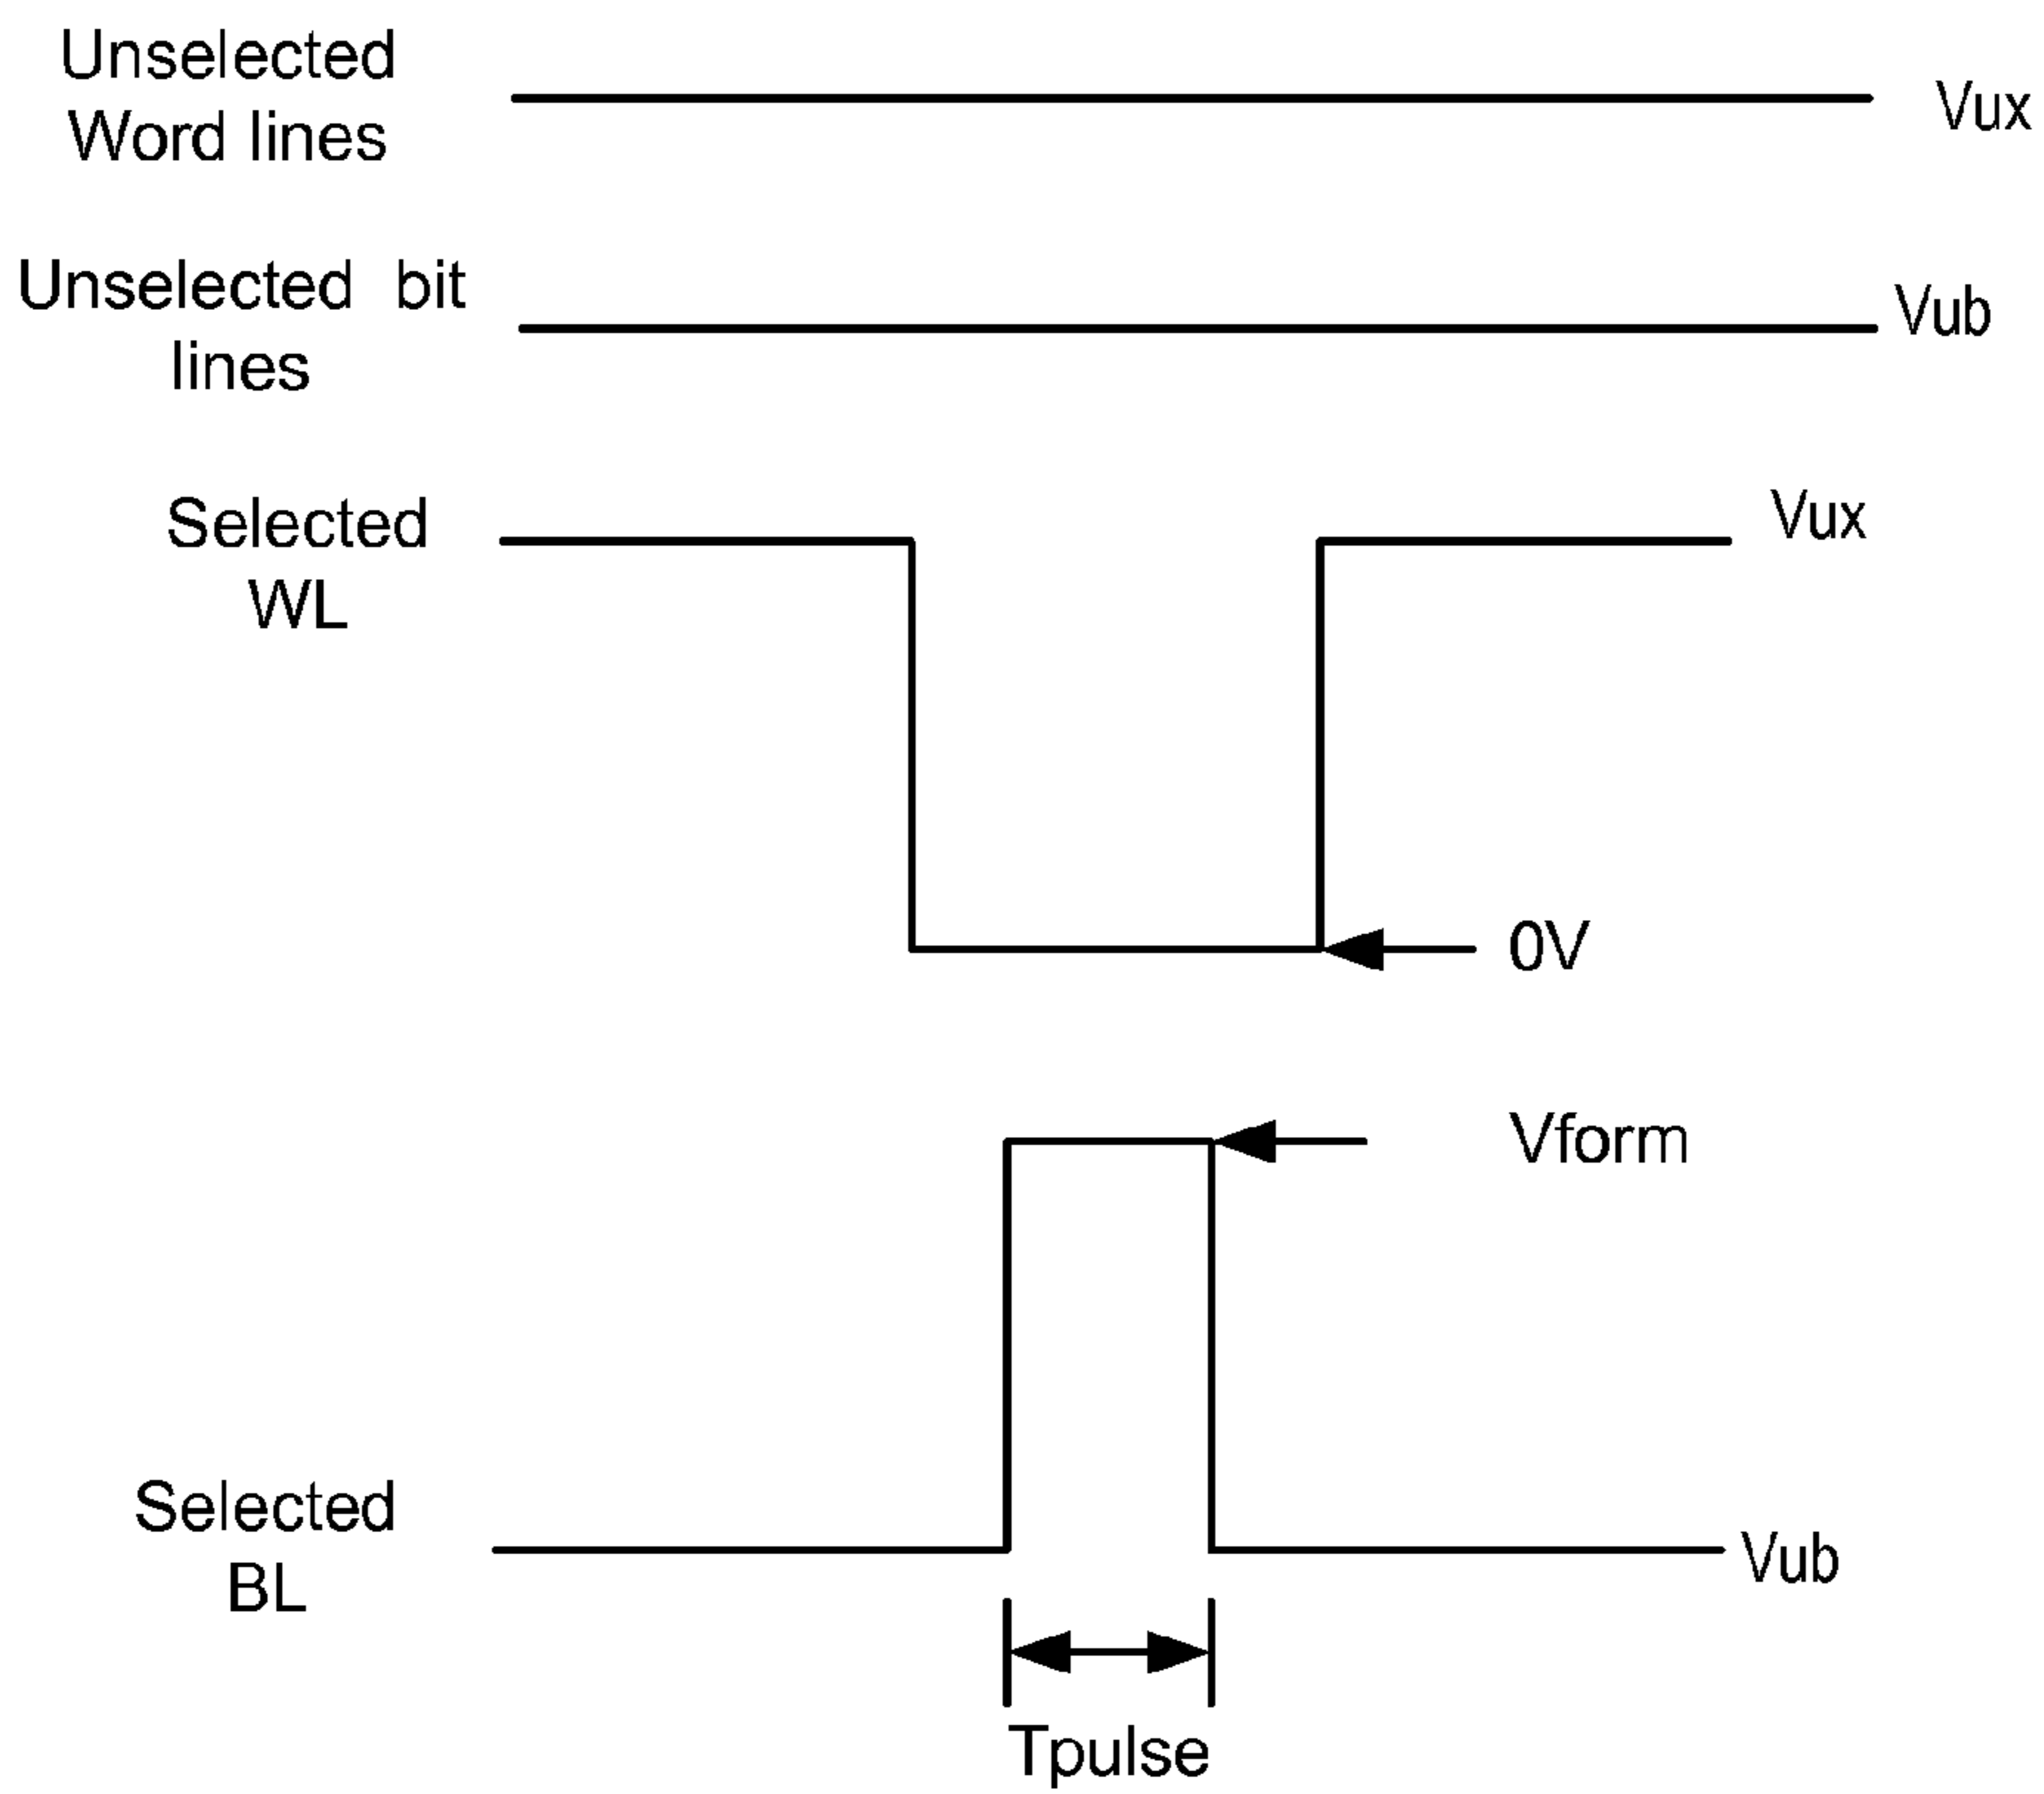 Unselected
Word lines
Vux
Unselected bit
lines
Vub
Selected
WL
Vux
0V
Vform
Selected
BL
Vub
Tpulse